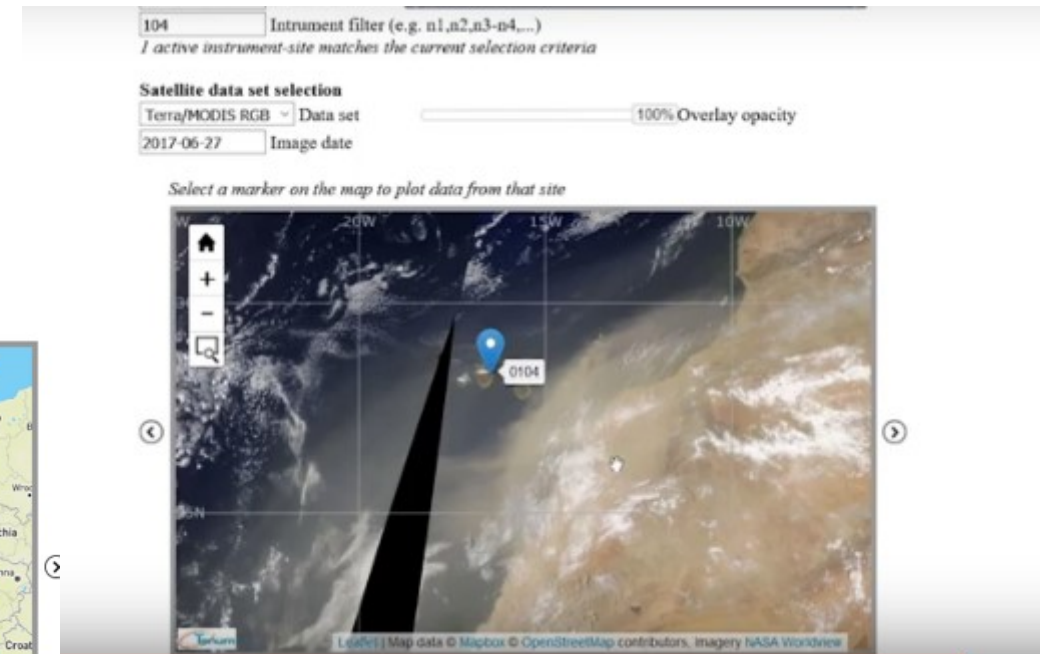 104 Intrument filter (e.g. n1,n2,n3-n4,...)
1 active instrument-site matches the current selection criteria
Satellite data set selection
Terra/MODIS RGB Data set 100% Overlay opacity
2017-06-27 Image date
Select a marker on the map to plot data from that site
W 20W 15W 10W
0104
Leaflet | Map data © Mapbox © OpenStreetMap contributors, Imagery NASA Worldview
Croat